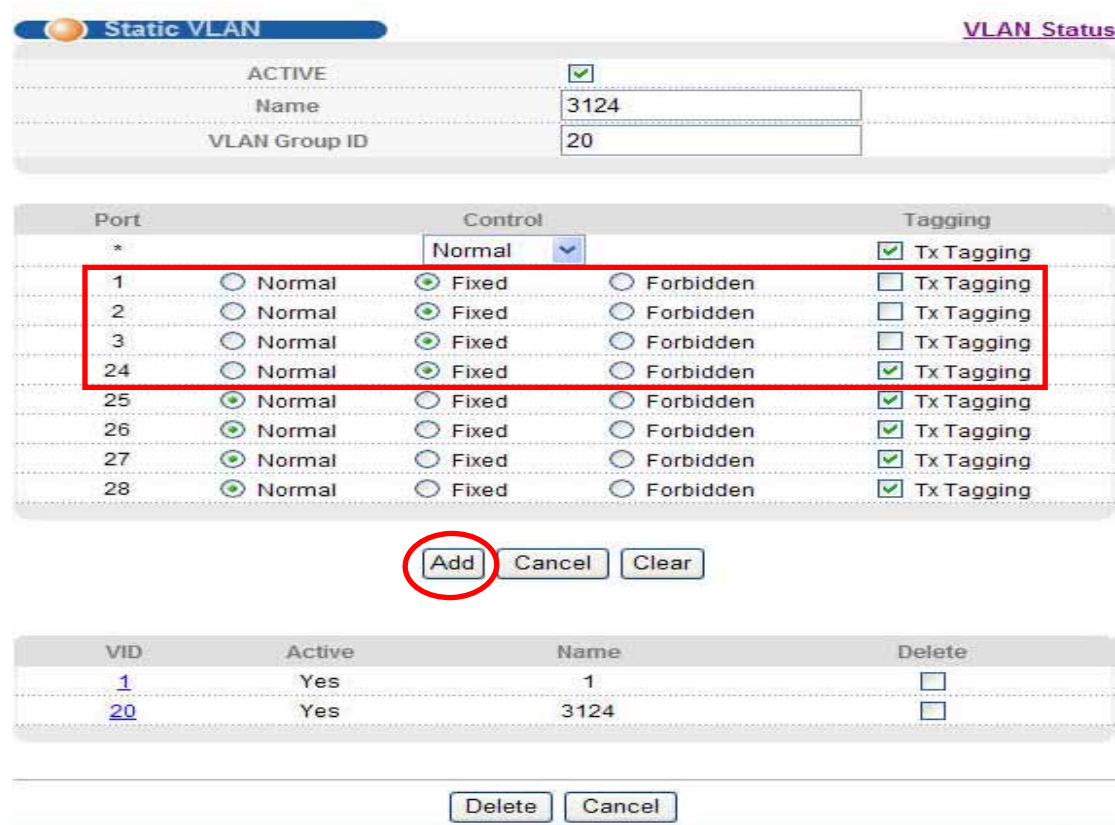 Static VLAN VLAN Status
ACTIVE
Name 3124
VLAN Group ID 20
Port Control Tagging
* Normal Tx Tagging
1 Normal Fixed Forbidden Tx Tagging
2 Normal Fixed Forbidden Tx Tagging
3 Normal Fixed Forbidden Tx Tagging
24 Normal Fixed Forbidden Tx Tagging
25 Normal Fixed Forbidden Tx Tagging
26 Normal Fixed Forbidden Tx Tagging
27 Normal Fixed Forbidden Tx Tagging
28 Normal Fixed Forbidden Tx Tagging
Add Cancel Clear
VID Active Name Delete
1 Yes 1
20 Yes 3124
Delete Cancel